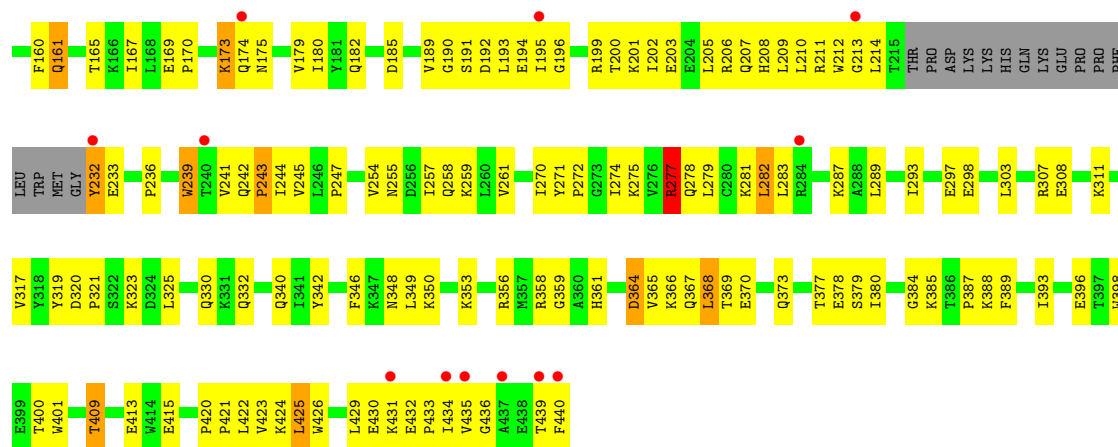 F160 Q161 T165 K166 I167 L168 E169 P170 K173 Q174 N175 V179 I180 Y181 Q182 D185 V189 G190 S191 D192 L193 E194 I195 G196 R199 T200 K201 I202 E203 E204 L205 R206 Q207 H208 L209 L210 R211 W212 G213 L214 T215 THR PRO ASP LYS LYS HIS GLN LYS GLU PRO PRO PHE
LEU TRP MET GLY Y232 E233 P236 W239 T240 V241 Q242 P243 I244 V245 L246 P247 V254 N255 D256 I257 Q258 K259 L260 V261 I270 Y271 P272 G273 I274 K275 V276 R277 Q278 L279 C280 K281 L282 L283 R284 K287 A288 L289 I293 E297 E298 L303 R307 E308 K311
V317 Y318 Y319 D320 P321 S322 K323 D324 L325 Q330 K331 Q332 Q340 I341 Y342 F346 K347 N348 L349 K350 K353 R356 M357 R358 G359 A360 H361 D364 V365 K366 Q367 L368 T369 E370 Q373 T377 E378 S379 I380 G384 K385 T386 P387 K388 F389 I393 E396 T397 W398
E399 T400 W401 T409 E413 W414 E415 P420 P421 L422 V423 K424 L425 W426 L429 E430 K431 E432 P433 I434 V435 G436 A437 E438 T439 F440